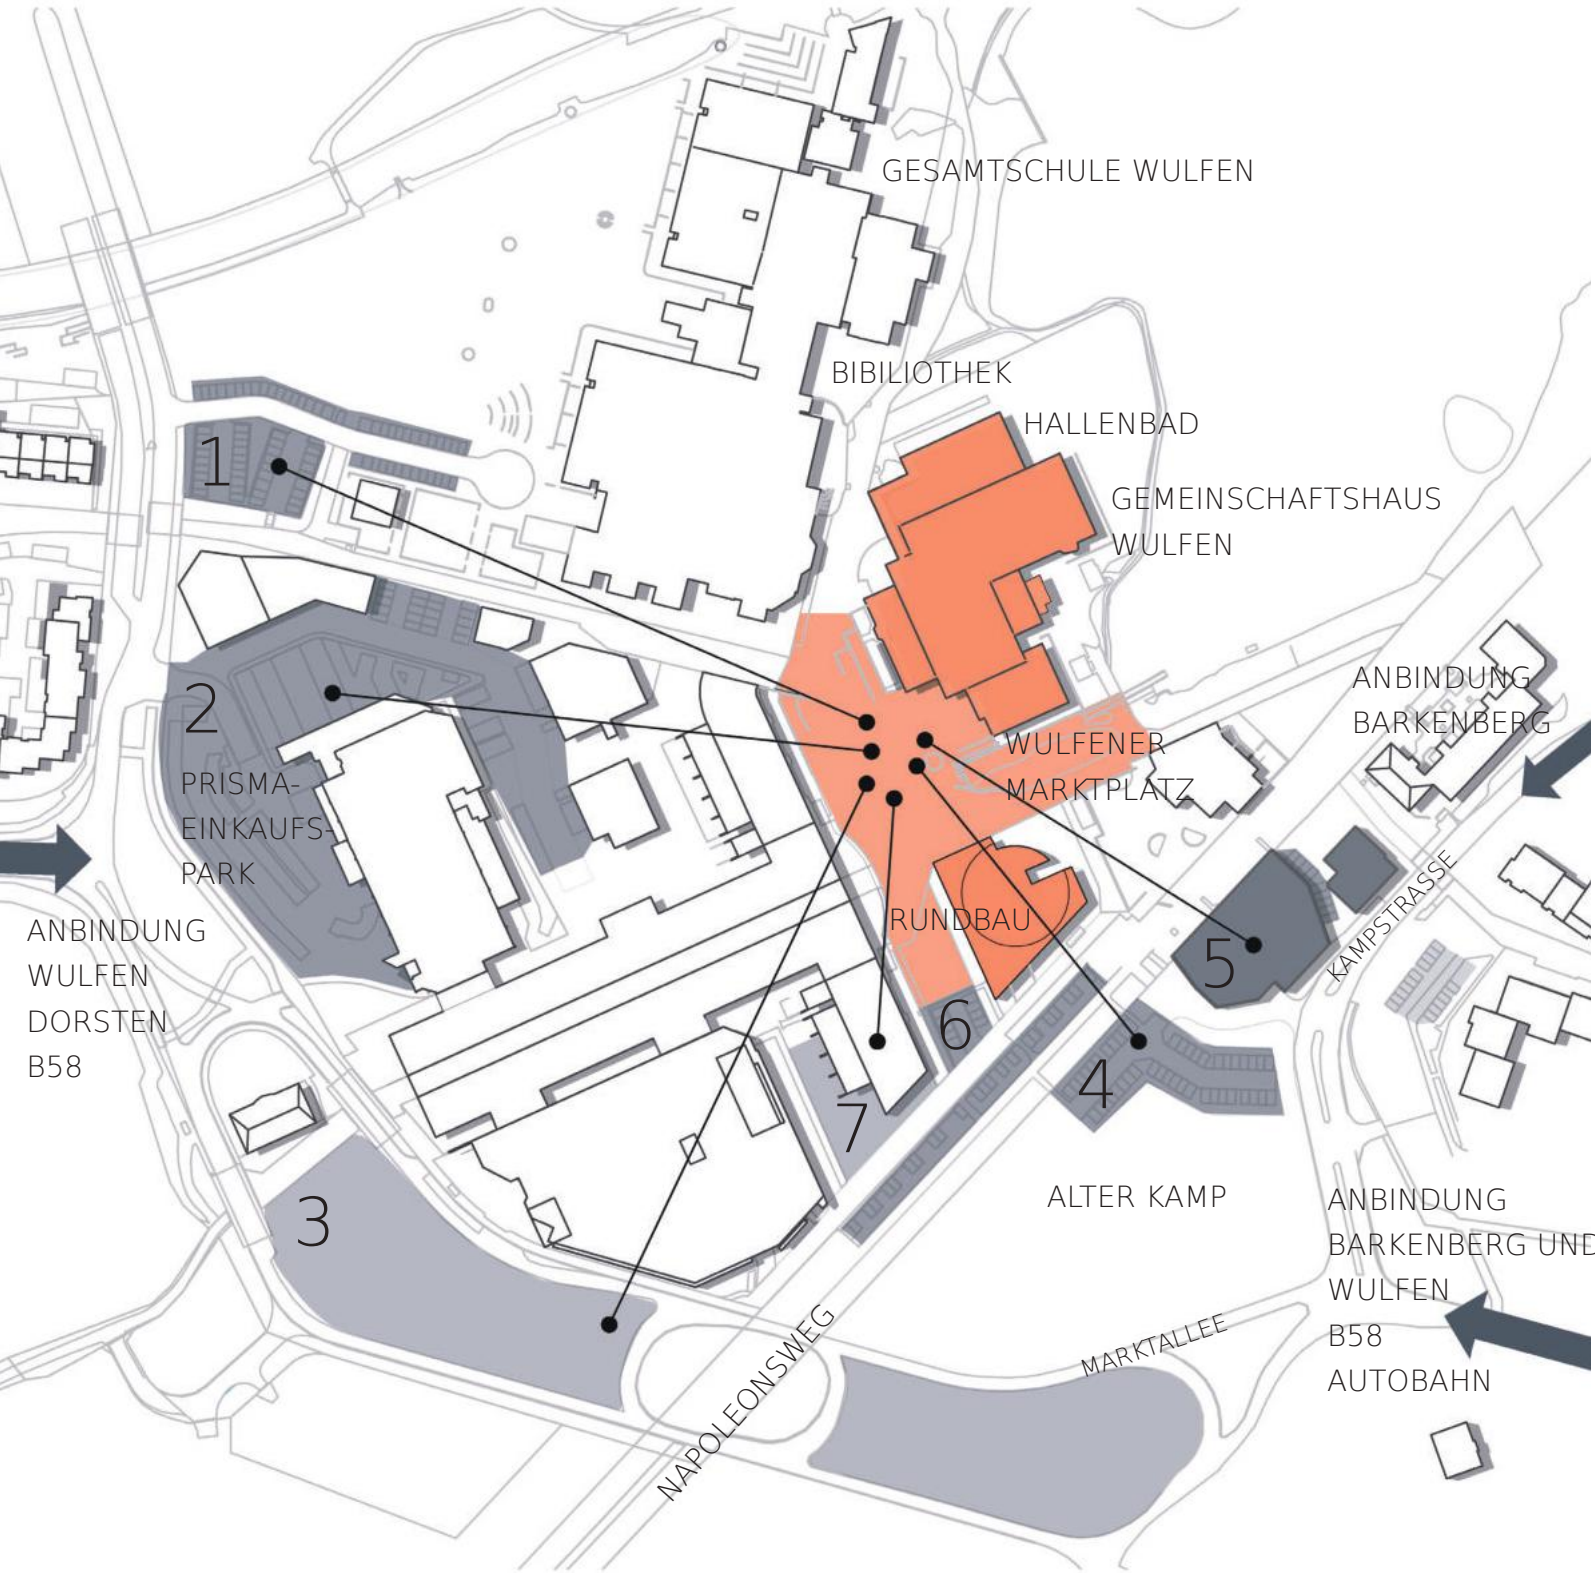 GESAMTSCHULE WULFEN
BIBILIOTHEK
HALLENBAD
GEMEINSCHAFTSHAUS
WULFEN
1
2
PRISMA-
EINKAUFS-
PARK
ANBINDUNG
BARKENBERG
WULFENER
MARKTPLATZ
RUNDBAU
KAMPSTRASSE
ANBINDUNG
WULFEN
DORSTEN
B58
5
6
4
7
3
ALTER KAMP
ANBINDUNG
BARKENBERG UND
WULFEN
B58
AUTOBAHN
MARKTALLEE
NAPOLEONSWEG